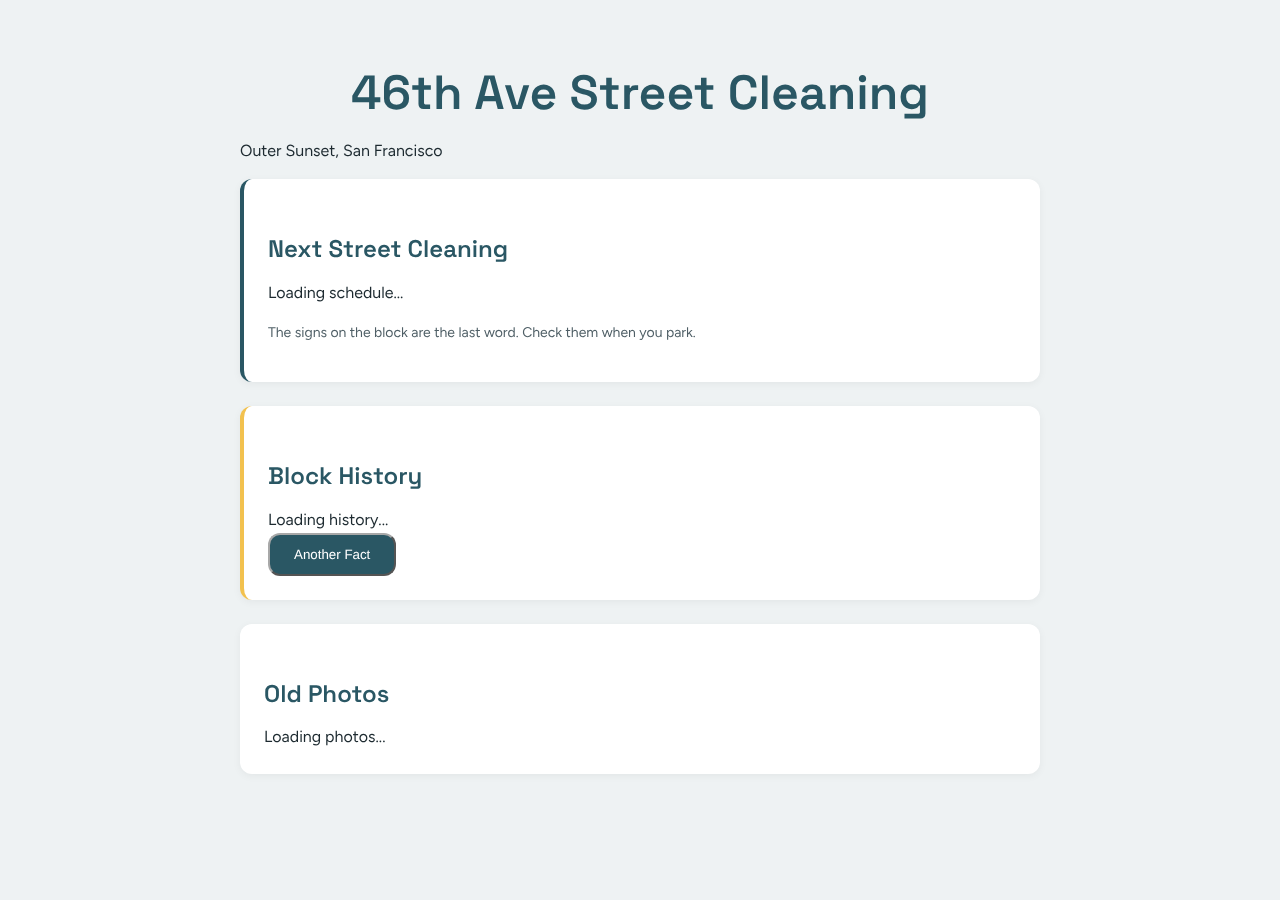 46th Ave Street Cleaning
Outer Sunset, San Francisco
Next Street Cleaning
Loading schedule...
The signs on the block are the last word. Check them when you park.
Block History
Loading history...
Another Fact
Old Photos
Loading photos...